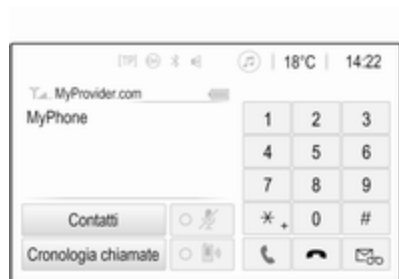 [TP] 18°C 14:22
MyProvider.com
MyPhone
1 2 3
4 5 6
7 8 9
Contatti * + 0 #
Cronologia chiamate